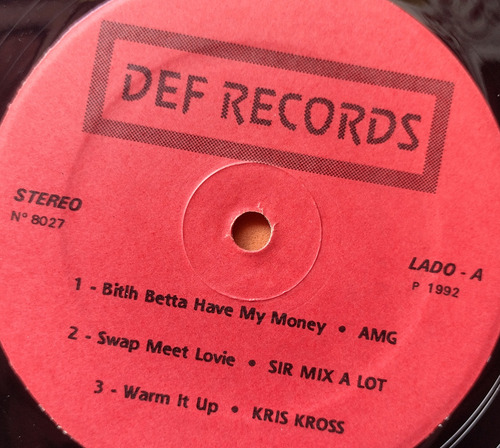 DEF RECORDS
STEREO
Nº 8027
LADO - A
P 1992
1 - Bitlh Betta Have My Money • AMG
2 - Swap Meet Lovie • SIR MIX A LOT
3 - Warm It Up • KRIS KROSS